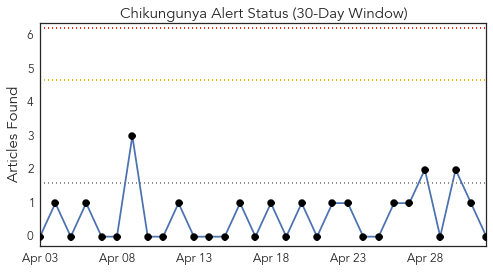 Chikungunya Alert Status (30-Day Window)
Articles Found
6
5
4
3
2
1
0
Apr 03 Apr 08 Apr 13 Apr 18 Apr 23 Apr 28